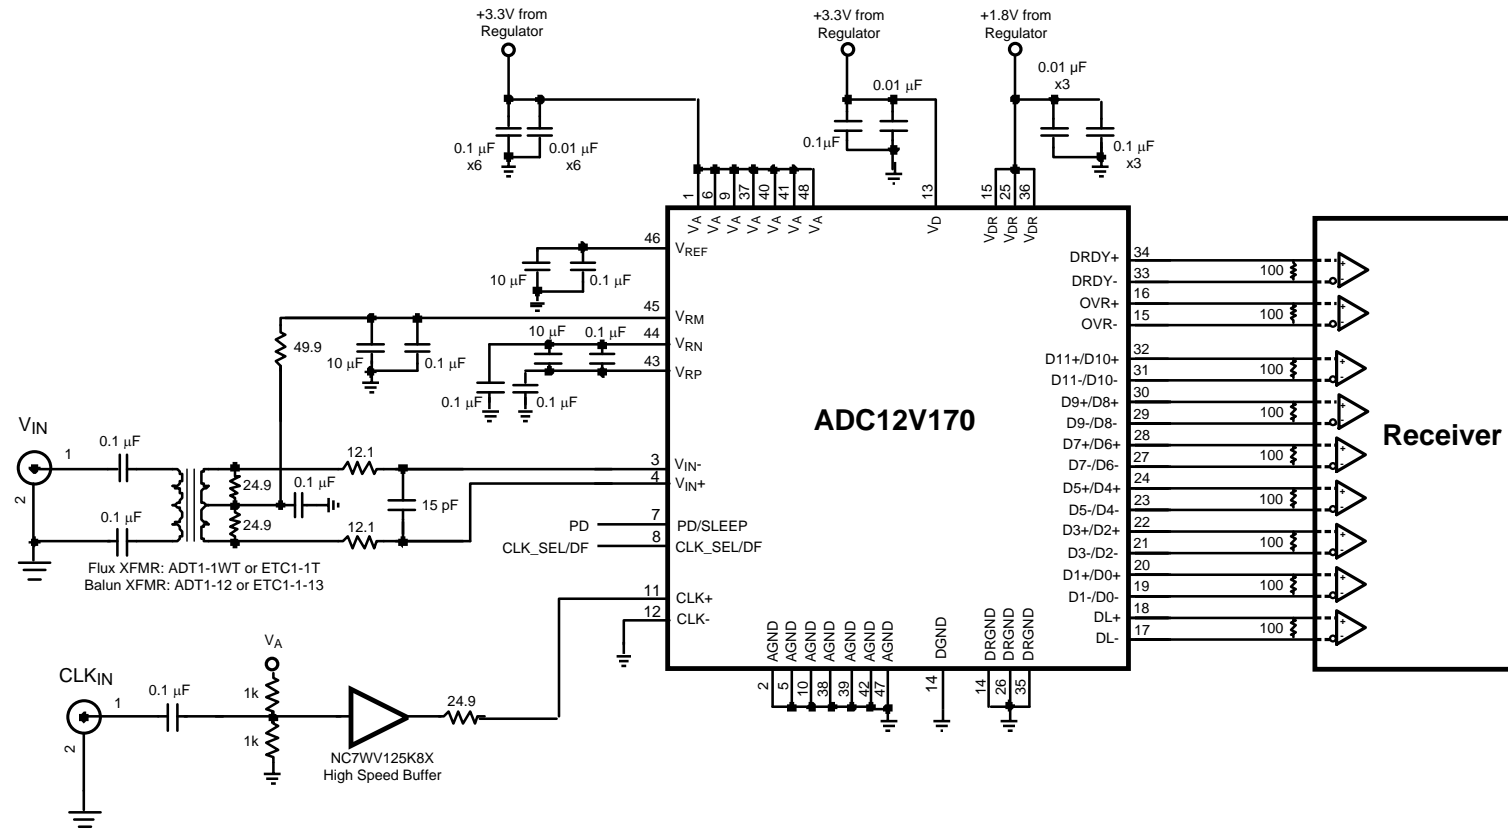 +3.3V from
Regulator
+3.3V from
Regulator
+1.8V from
Regulator
0.1 µF
x6
0.01 µF
x6
0.01 µF
0.1µF
0.01 µF
x3
0.1 µF
x3
1
6
9
37
40
41
48
13
15
25
36
VA
VA
VA
VA
VA
VA
VA
VD
VDR
VDR
VDR
46
VREF
10 µF
0.1 µF
45
VRM
49.9
10 µF
0.1 µF
44
VRN
10 µF
0.1 µF
43
VRP
0.1 µF
0.1 µF
VIN
1
2
0.1 µF
0.1 µF
24.9
24.9
0.1 µF
12.1
12.1
15 pF
3
VIN-
4
VIN+
PD
7
PD/SLEEP
CLK_SEL/DF
8
CLK_SEL/DF
Flux XFMR: ADT1-1WT or ETC1-1T
Balun XFMR: ADT1-12 or ETC1-1-13
11
CLK+
12
CLK-
ADC12V170
CLKIN
1
2
0.1 µF
VA
1k
1k
24.9
NC7WV125K8X
High Speed Buffer
AGND
AGND
AGND
AGND
AGND
AGND
AGND
DGND
DRGND
DRGND
DRGND
2
5
10
38
39
42
47
14
14
26
35
DRDY+
34
DRDY-
33
100
OVR+
16
OVR-
15
100
D11+/D10+
32
D11-/D10-
31
100
D9+/D8+
30
D9-/D8-
29
100
D7+/D6+
28
D7-/D6-
27
100
D5+/D4+
24
D5-/D4-
23
100
D3+/D2+
22
D3-/D2-
21
100
D1+/D0+
20
D1-/D0-
19
100
DL+
18
DL-
17
100
+
-
+
-
+
-
+
-
+
-
+
-
+
-
+
-
+
-
Receiver